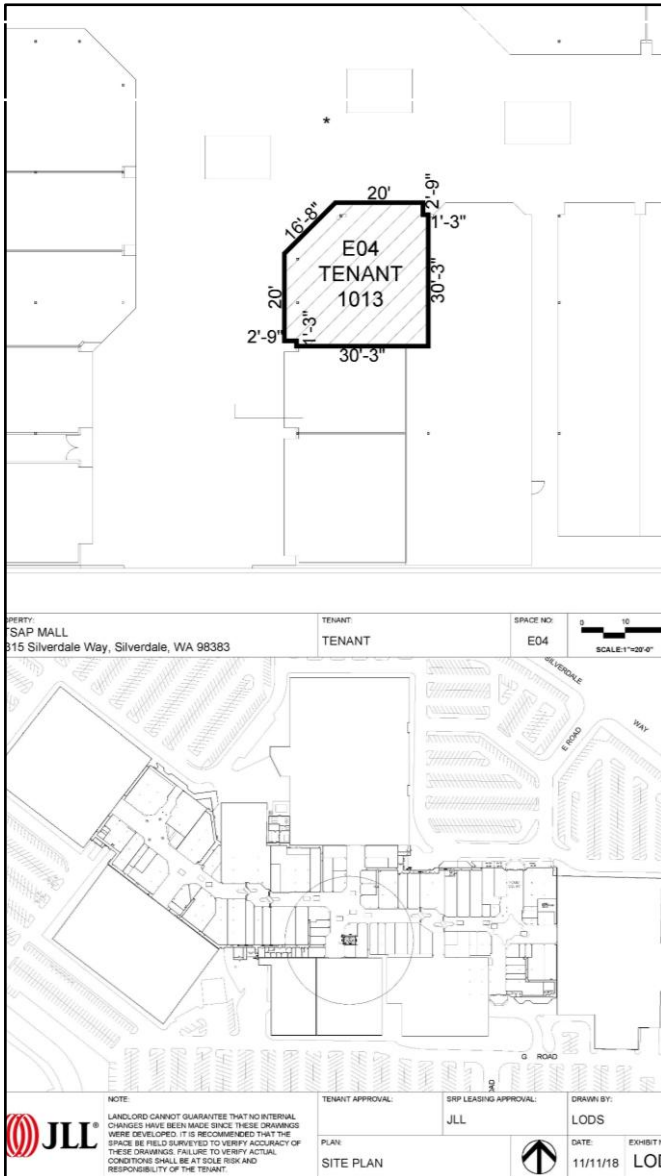 *
20'
2'-9"
1'-3"
16'-8"
E04
TENANT
1013
30'-3"
20'
2'-9"
1'-3"
30'-3"
PERTY:
TSAP MALL
315 Silverdale Way, Silverdale, WA 98383
TENANT:
TENANT
SPACE NO:
E04
0 10
SCALE:1"=20'-0"
SILVERDALE
WAY
E ROAD
G ROAD
OAD
JLL®
NOTE:
LANDLORD CANNOT GUARANTEE THAT NO INTERNAL
CHANGES HAVE BEEN MADE SINCE THESE DRAWINGS
WERE DEVELOPED. IT IS RECOMMENDED THAT THE
SPACE BE FIELD SURVEYED TO VERIFY ACCURACY OF
THESE DRAWINGS. FAILURE TO VERIFY ACTUAL
CONDITIONS SHALL BE AT SOLE RISK AND
RESPONSIBILITY OF THE TENANT.
TENANT APPROVAL:
SRP LEASING APPROVAL:
JLL
DRAWN BY:
LODS
PLAN:
SITE PLAN
DATE:
11/11/18
EXHIBIT
LO